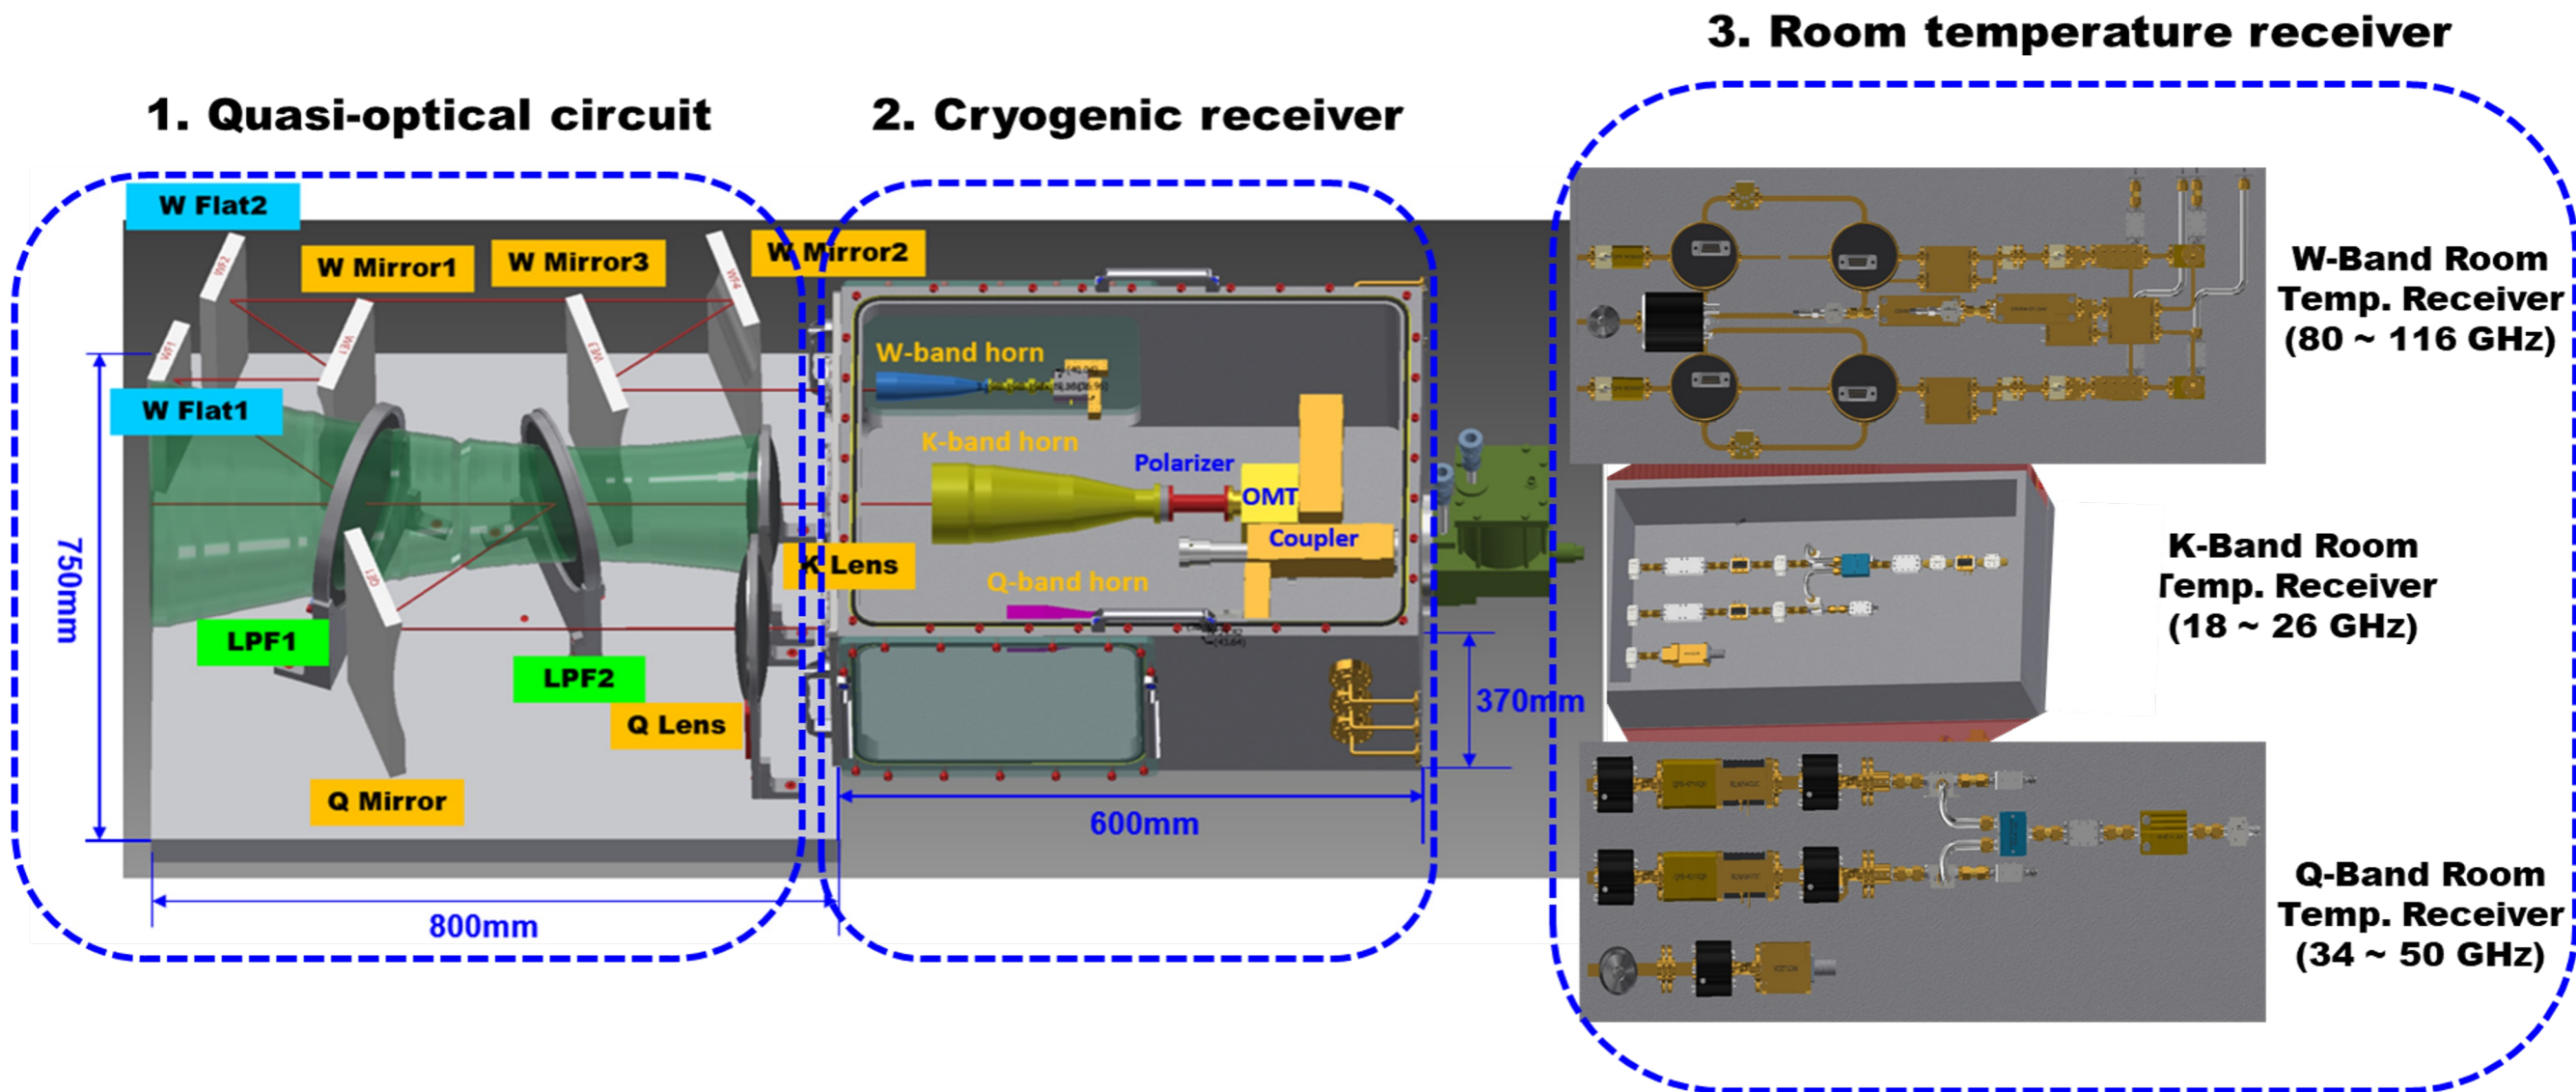 3. Room temperature receiver
1. Quasi-optical circuit
2. Cryogenic receiver
W Flat2
W Mirror1
W Mirror3
W Mirror2
WF2
WF1
W Flat1
LPF1
LPF2
K Lens
Q Lens
Q Mirror
750mm
800mm
W-band horn
K-band horn
Polarizer
OMT
Coupler
Q-band horn
370mm
600mm
W-Band Room
Temp. Receiver
(80 ~ 116 GHz)
K-Band Room
Temp. Receiver
(18 ~ 26 GHz)
Q-Band Room
Temp. Receiver
(34 ~ 50 GHz)